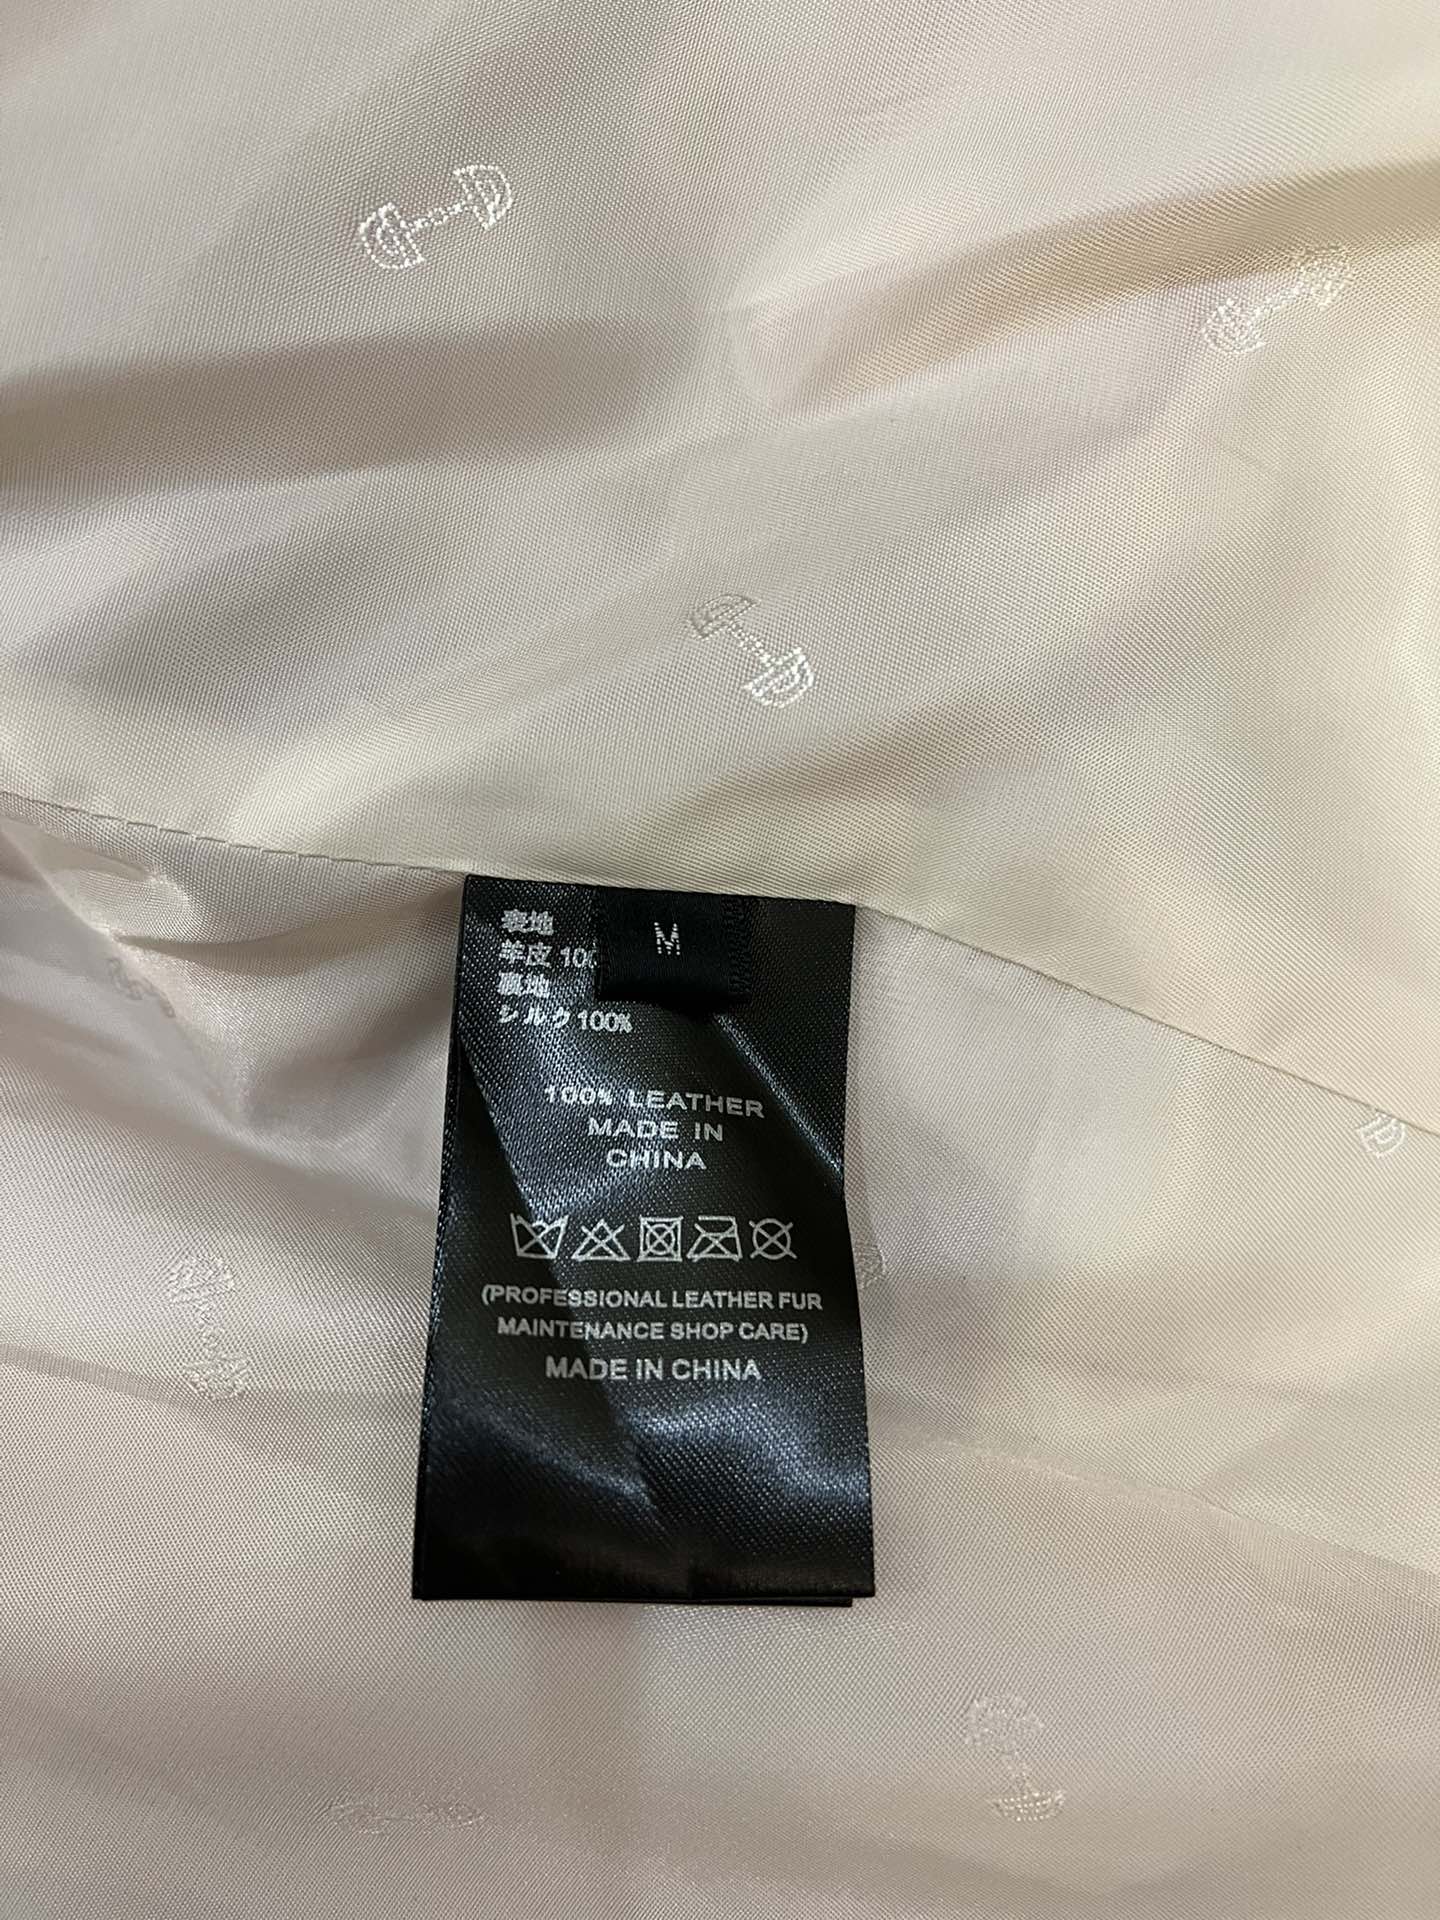 表地
M
羊皮 100
裏地
シルク 100%
100% LEATHER
MADE IN
CHINA
(PROFESSIONAL LEATHER FUR
MAINTENANCE SHOP CARE)
MADE IN CHINA